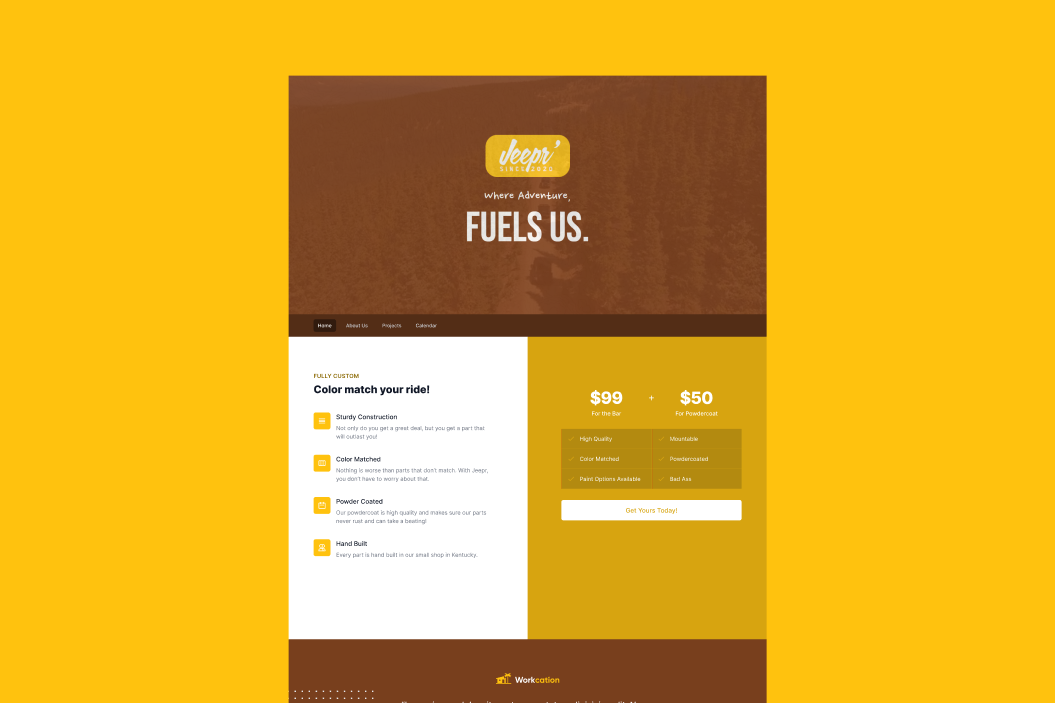 Jeepr'
SINCE 2020
Where Adventure,
FUELS US.
Home
About Us
Projects
Calendar
FULLY CUSTOM
Color match your ride!
Sturdy Construction
Not only do you get a great deal, but you get a part that
will outlast you!
Color Matched
Nothing is worse than parts that don't match. With Jeepr,
you don't have to worry about that.
Powder Coated
Our powdercoat is high quality and makes sure our parts
never rust and can take a beating!
Hand Built
Every part is hand built in our small shop in Kentucky.
$99 + $50
For the Bar
For Powdercoat
High Quality
Mountable
Color Matched
Powdercoated
Paint Options Available
Bad Ass
Get Yours Today!
Workcation